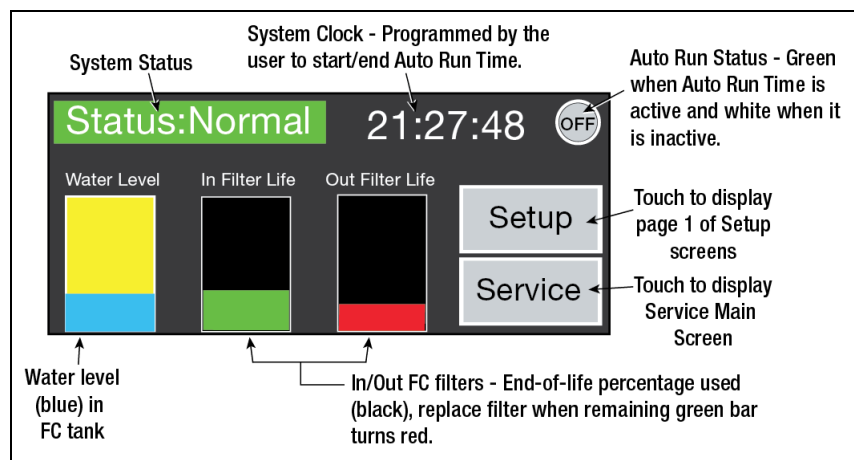 System Status
System Clock - Programmed by the
user to start/end Auto Run Time.
Auto Run Status - Green
when Auto Run Time is
active and white when it
is inactive.
Status:Normal
21:27:48
OFF
Water Level
In Filter Life
Out Filter Life
Setup
Service
Touch to display
page 1 of Setup
screens
Touch to display
Service Main
Screen
Water level
(blue) in
FC tank
In/Out FC filters - End-of-life percentage used
(black), replace filter when remaining green bar
turns red.